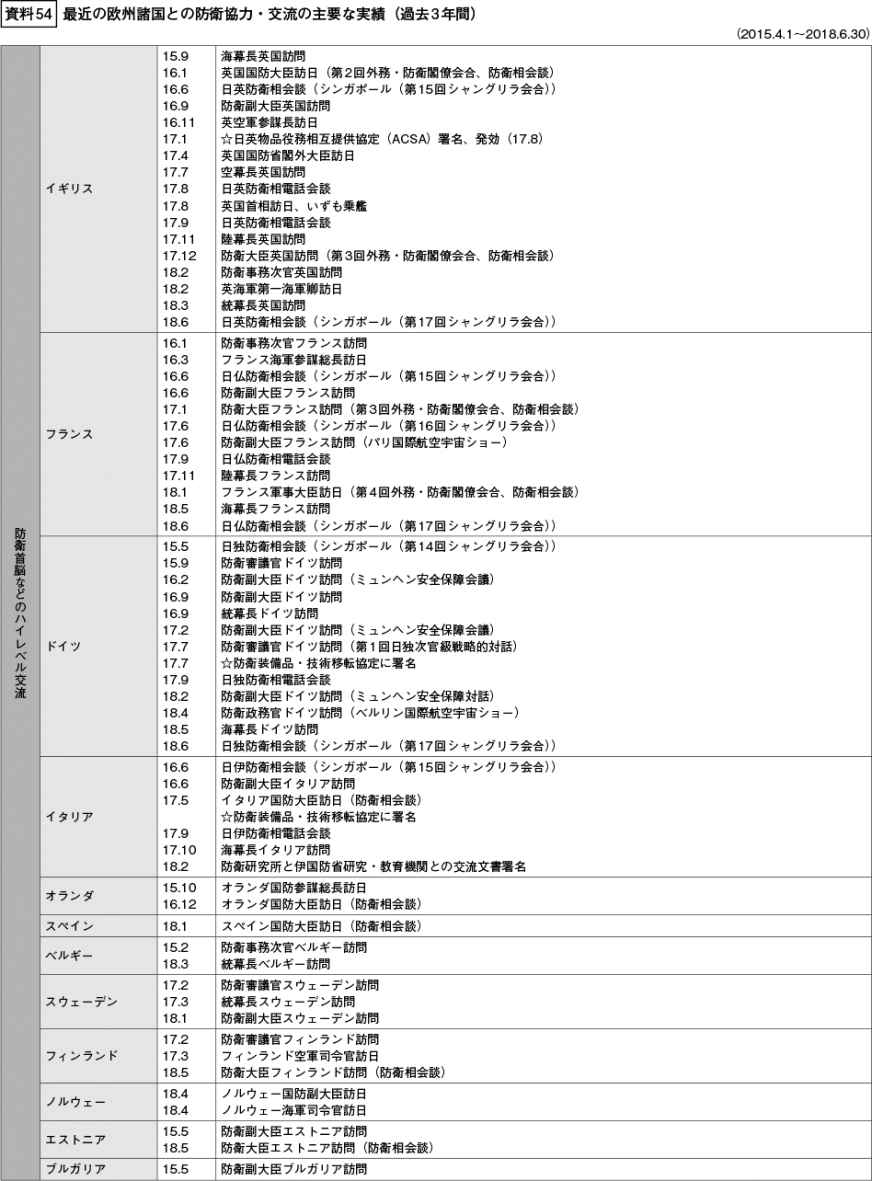 資料54 最近の欧州諸国との防衛協力・交流の主要な実績（過去3年間）
（2015.4.1～2018.6.30）
防衛首脳などのハイレベル交流
イギリス
15.9 海幕長英国訪問
16.1 英国国防大臣訪日（第2回外務・防衛閣僚会合、防衛相会談）
16.6 日英防衛相会談（シンガポール（第15回シャングリラ会合））
16.9 防衛副大臣英国訪問
16.11 英空軍参謀長訪日
17.1 ☆日英物品役務相互提供協定（ACSA）署名、発効（17.8）
17.4 英国国防省閣外大臣訪日
17.7 空幕長英国訪問
17.8 日英防衛相電話会談
17.8 英国首相訪日、いずも乗艦
17.9 日英防衛相電話会談
17.11 陸幕長英国訪問
17.12 防衛大臣英国訪問（第3回外務・防衛閣僚会合、防衛相会談）
18.2 防衛事務次官英国訪問
18.2 英海軍第一海軍卿訪日
18.3 統幕長英国訪問
18.6 日英防衛相会談（シンガポール（第17回シャングリラ会合））
フランス
16.1 防衛事務次官フランス訪問
16.3 フランス海軍参謀総長訪日
16.6 日仏防衛相会談（シンガポール（第15回シャングリラ会合））
16.6 防衛副大臣フランス訪問
17.1 防衛大臣フランス訪問（第3回外務・防衛閣僚会合、防衛相会談）
17.6 日仏防衛相会談（シンガポール（第16回シャングリラ会合））
17.6 防衛副大臣フランス訪問（パリ国際航空宇宙ショー）
17.9 日仏防衛相電話会談
17.11 陸幕長フランス訪問
18.1 フランス軍事大臣訪日（第4回外務・防衛閣僚会合、防衛相会談）
18.5 海幕長フランス訪問
18.6 日仏防衛相会談（シンガポール（第17回シャングリラ会合））
ドイツ
15.5 日独防衛相会談（シンガポール（第14回シャングリラ会合））
15.9 防衛審議官ドイツ訪問
16.2 防衛副大臣ドイツ訪問（ミュンヘン安全保障会議）
16.9 防衛副大臣ドイツ訪問
16.9 統幕長ドイツ訪問
17.2 防衛副大臣ドイツ訪問（ミュンヘン安全保障会議）
17.7 防衛審議官ドイツ訪問（第1回日独次官級戦略的対話）
17.7 ☆防衛装備品・技術移転協定に署名
17.9 日独防衛相電話会談
18.2 防衛副大臣ドイツ訪問（ミュンヘン安全保障対話）
18.4 防衛政務官ドイツ訪問（ベルリン国際航空宇宙ショー）
18.5 海幕長ドイツ訪問
18.6 日独防衛相会談（シンガポール（第17回シャングリラ会合））
イタリア
16.6 日伊防衛相会談（シンガポール（第15回シャングリラ会合））
16.6 防衛副大臣イタリア訪問
17.5 イタリア国防大臣訪日（防衛相会談）
☆防衛装備品・技術移転協定に署名
17.9 日伊防衛相電話会談
17.10 海幕長イタリア訪問
18.2 防衛研究所と伊国防省研究・教育機関との交流文書署名
オランダ
15.10 オランダ国防参謀総長訪日
16.12 オランダ国防大臣訪日（防衛相会談）
スペイン
18.1 スペイン国防大臣訪日（防衛相会談）
ベルギー
15.2 防衛事務次官ベルギー訪問
18.3 統幕長ベルギー訪問
スウェーデン
17.2 防衛審議官スウェーデン訪問
17.3 統幕長スウェーデン訪問
18.1 防衛副大臣スウェーデン訪問
フィンランド
17.2 防衛審議官フィンランド訪問
17.3 フィンランド空軍司令官訪日
18.5 防衛大臣フィンランド訪問（防衛相会談）
ノルウェー
18.4 ノルウェー国防副大臣訪日
18.4 ノルウェー海軍司令官訪日
エストニア
15.5 防衛副大臣エストニア訪問
18.5 防衛大臣エストニア訪問（防衛相会談）
ブルガリア
15.5 防衛副大臣ブルガリア訪問